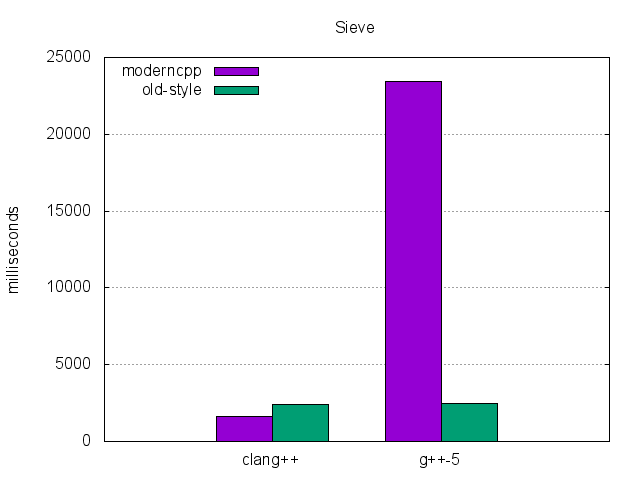 Sieve
25000
moderncpp
old-style
20000
15000
milliseconds
10000
5000
0
clang++ g++-5